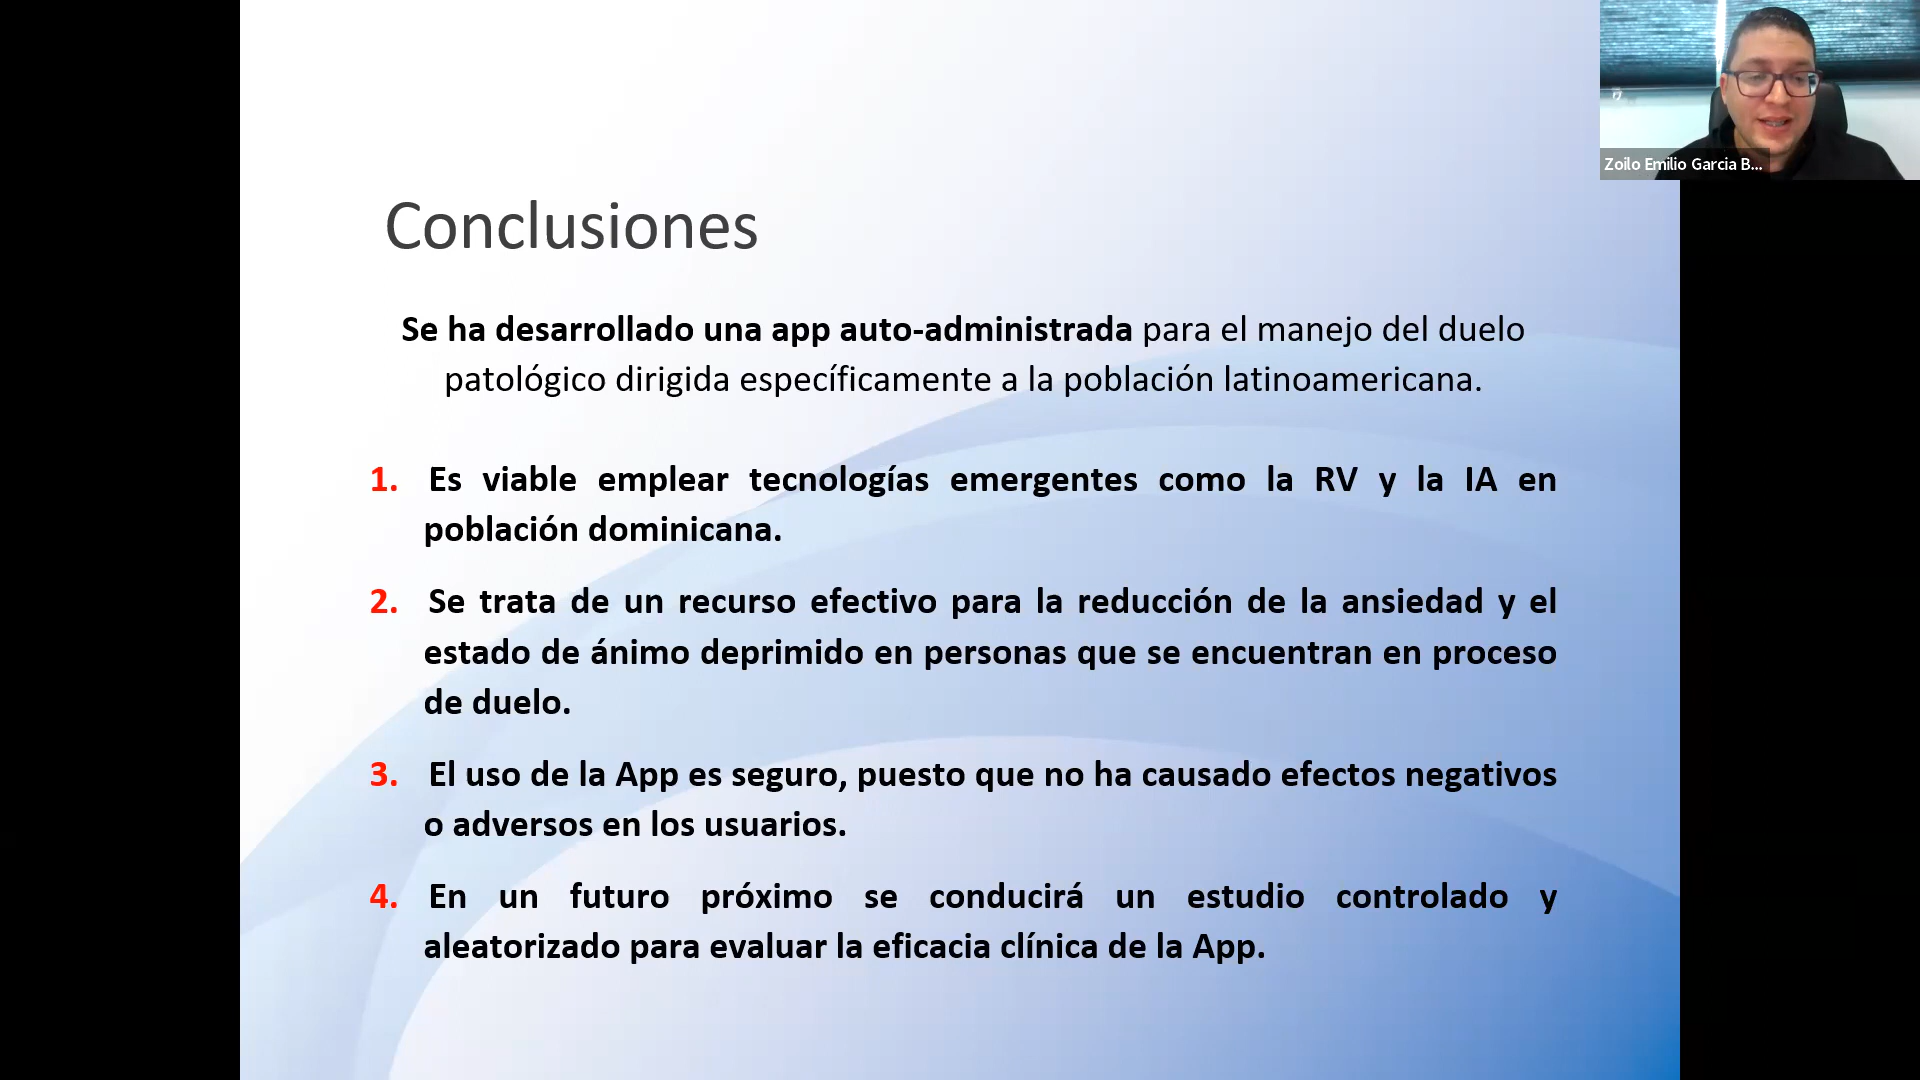 Zoilo Emilio Garcia B...
Conclusiones
Se ha desarrollado una app auto-administrada para el manejo del duelo
patológico dirigida específicamente a la población latinoamericana.
1. Es viable emplear tecnologías emergentes como la RV y la IA en
población dominicana.
2. Se trata de un recurso efectivo para la reducción de la ansiedad y el
estado de ánimo deprimido en personas que se encuentran en proceso
de duelo.
3. El uso de la App es seguro, puesto que no ha causado efectos negativos
o adversos en los usuarios.
4. En un futuro próximo se conducirá un estudio controlado y
aleatorizado para evaluar la eficacia clínica de la App.